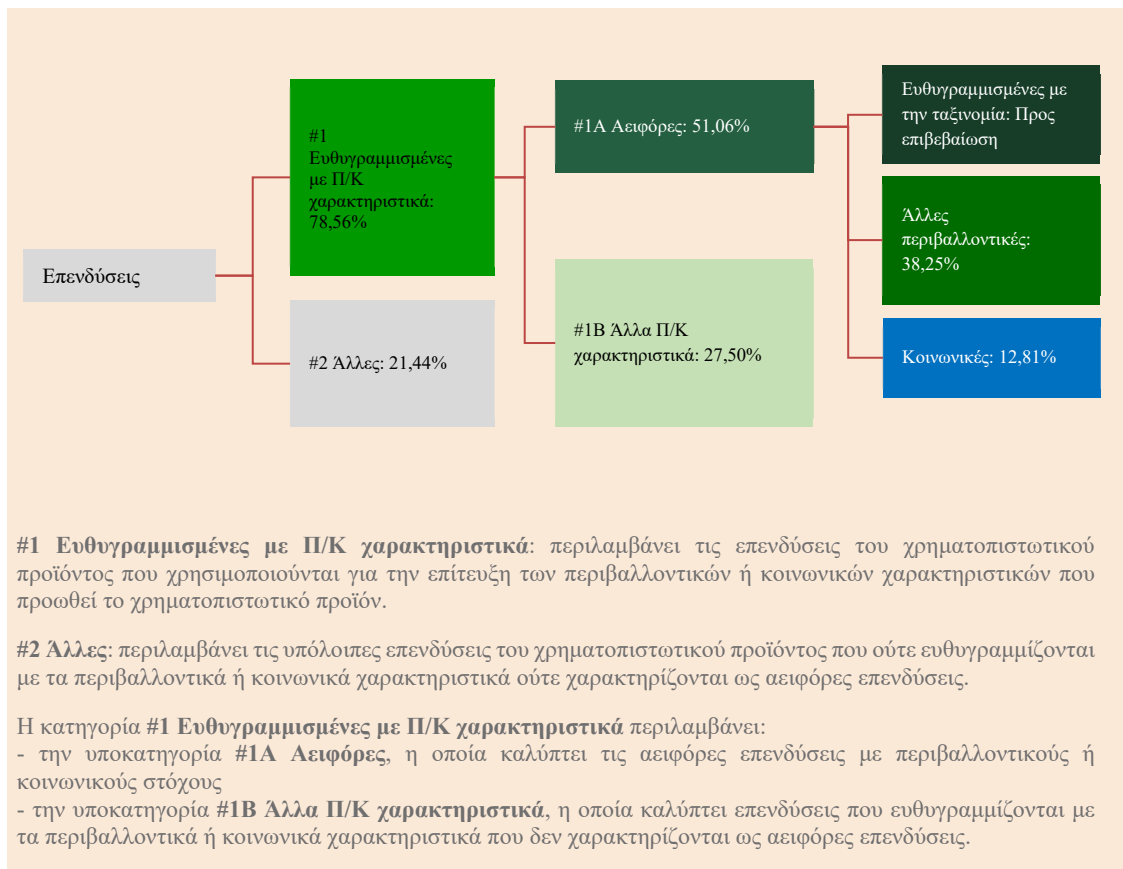 Επενδύσεις
#1
Ευθυγραμμισμένες
με Π/Κ
χαρακτηριστικά:
78,56%
#2 Άλλες: 21,44%
#1Α Αειφόρες: 51,06%
#1Β Άλλα Π/Κ
χαρακτηριστικά: 27,50%
Ευθυγραμμισμένες με
την ταξινομία: Προς
επιβεβαίωση
Άλλες
περιβαλλοντικές:
38,25%
Κοινωνικές: 12,81%
#1 Ευθυγραμμισμένες με Π/Κ χαρακτηριστικά: περιλαμβάνει τις επενδύσεις του χρηματοπιστωτικού
προϊόντος που χρησιμοποιούνται για την επίτευξη των περιβαλλοντικών ή κοινωνικών χαρακτηριστικών που
προωθεί το χρηματοπιστωτικό προϊόν.
#2 Άλλες: περιλαμβάνει τις υπόλοιπες επενδύσεις του χρηματοπιστωτικού προϊόντος που ούτε ευθυγραμμίζονται
με τα περιβαλλοντικά ή κοινωνικά χαρακτηριστικά ούτε χαρακτηρίζονται ως αειφόρες επενδύσεις.
Η κατηγορία #1 Ευθυγραμμισμένες με Π/Κ χαρακτηριστικά περιλαμβάνει:
- την υποκατηγορία #1Α Αειφόρες, η οποία καλύπτει τις αειφόρες επενδύσεις με περιβαλλοντικούς ή
κοινωνικούς στόχους
- την υποκατηγορία #1Β Άλλα Π/Κ χαρακτηριστικά, η οποία καλύπτει επενδύσεις που ευθυγραμμίζονται με
τα περιβαλλοντικά ή κοινωνικά χαρακτηριστικά που δεν χαρακτηρίζονται ως αειφόρες επενδύσεις.